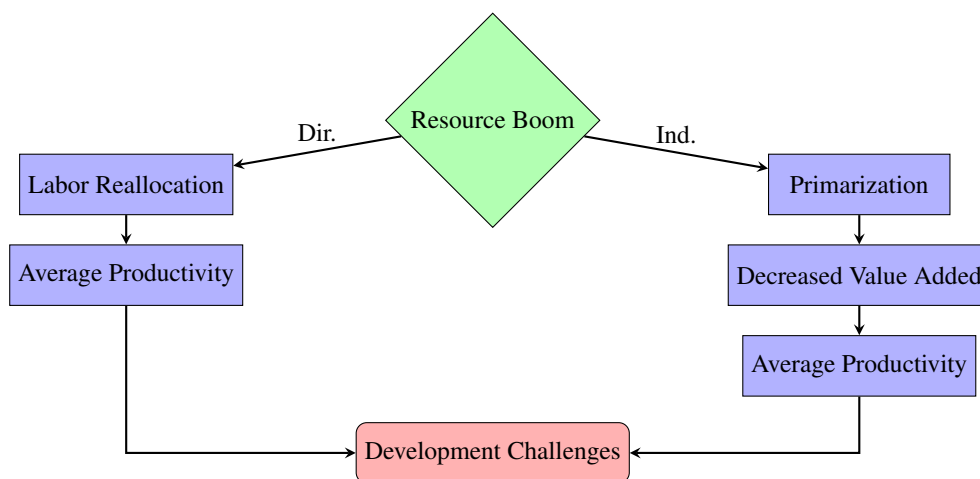 Resource Boom
Dir.
Ind.
Labor Reallocation
Primarization
Average Productivity
Decreased Value Added
Average Productivity
Development Challenges